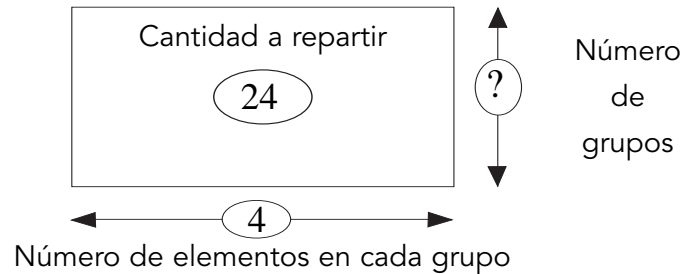 Cantidad a repartir
24
?
Número
de
grupos
4
Número de elementos en cada grupo